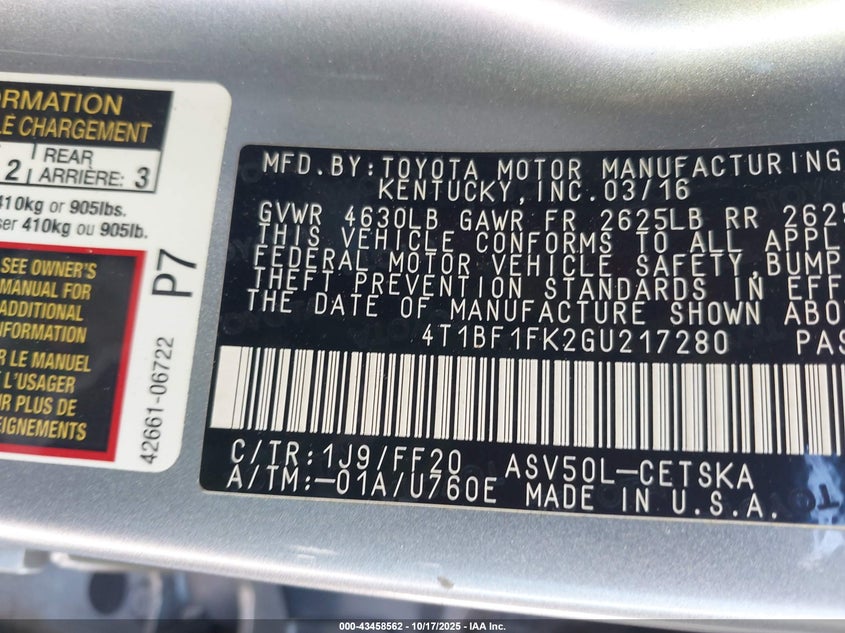 ORMATION
LE CHARGEMENT
2 REAR
ARRIÈRE: 3
410kg or 905lbs.
ser 410kg ou 905lb.
SEE OWNER'S
MANUAL FOR
ADDITIONAL
INFORMATION
R LE MANUEL
L'USAGER
R PLUS DE
EIGNEMENTS
P7
42661-06722
MFD.BY:TOYOTA MOTOR MANUFACTURING
KENTUCKY,INC.03/16
GVWR 4630LB GAWR FR 2625LB RR 2625
THIS VEHICLE CONFORMS TO ALL APPL
FEDERAL MOTOR VEHICLE SAFETY,BUMP
THEFT PREVENTION STANDARDS IN EFF
THE DATE OF MANUFACTURE SHOWN ABO
4T1BF1FK2GU217280 PAS
C/TR:1J9/FF20 ASV50L-CETSKA
A/TM:-01A/U760E MADE IN U.S.A.
000-43458562 - 10/17/2025 - IAA Inc.